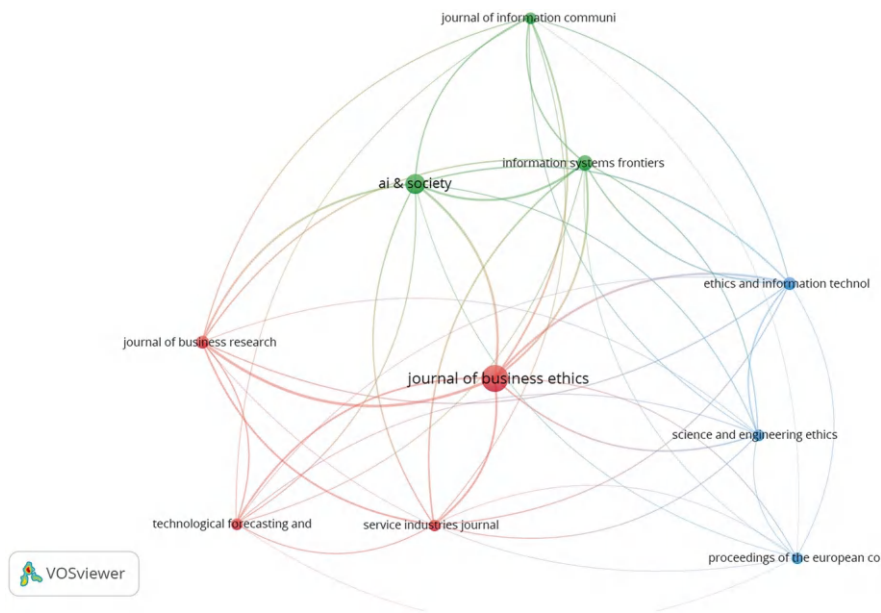 journal of information communi
information systems frontiers
ai & society
ethics and information technol
journal of business research
journal of business ethics
science and engineering ethics
technological forecasting and
service industries journal
proceedings of the european co
VOSviewer